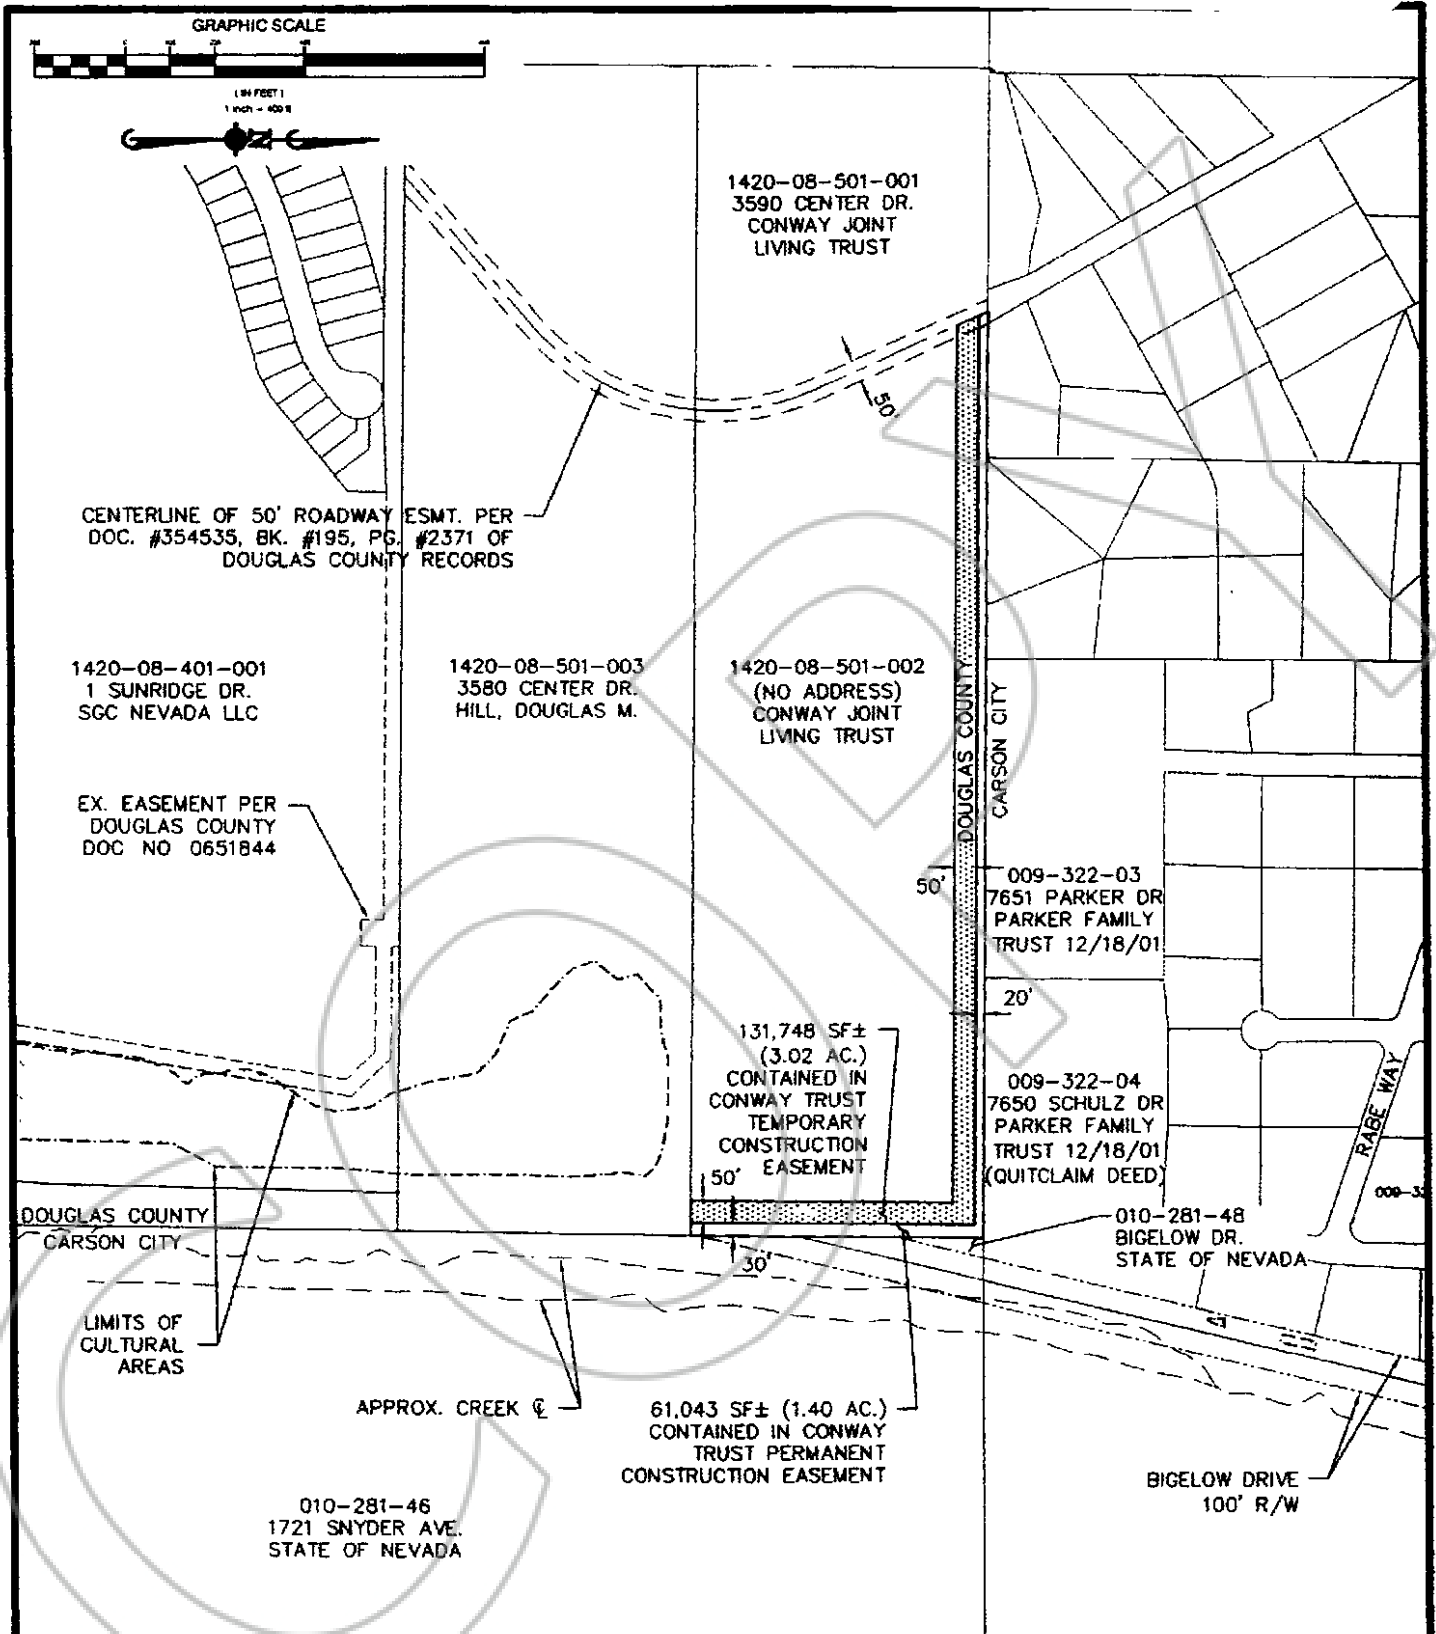 GRAPHIC SCALE
( IN FEET )
1 inch = 400 ft
1420-08-501-001
3590 CENTER DR.
CONWAY JOINT
LIVING TRUST
50'
CENTERLINE OF 50' ROADWAY ESMT. PER
DOC. #354535, BK. #195, PG. #2371 OF
DOUGLAS COUNTY RECORDS
1420-08-401-001
1 SUNRIDGE DR.
SGC NEVADA LLC
1420-08-501-003
3580 CENTER DR.
HILL, DOUGLAS M.
1420-08-501-002
(NO ADDRESS)
CONWAY JOINT
LIVING TRUST
DOUGLAS COUNTY
CARSON CITY
EX. EASEMENT PER
DOUGLAS COUNTY
DOC NO 0651844
50'
009-322-03
7651 PARKER DR
PARKER FAMILY
TRUST 12/18/01
20'
131,748 SF±
(3.02 AC.)
CONTAINED IN
CONWAY TRUST
TEMPORARY
CONSTRUCTION
EASEMENT
009-322-04
7650 SCHULZ DR
PARKER FAMILY
TRUST 12/18/01
(QUITCLAIM DEED)
RABE WAY
50'
DOUGLAS COUNTY
CARSON CITY
010-281-48
BIGELOW DR.
STATE OF NEVADA
30'
LIMITS OF
CULTURAL
AREAS
APPROX. CREEK ℄
61,043 SF± (1.40 AC.)
CONTAINED IN CONWAY
TRUST PERMANENT
CONSTRUCTION EASEMENT
BIGELOW DRIVE
100' R/W
010-281-46
1721 SNYDER AVE.
STATE OF NEVADA
COPY